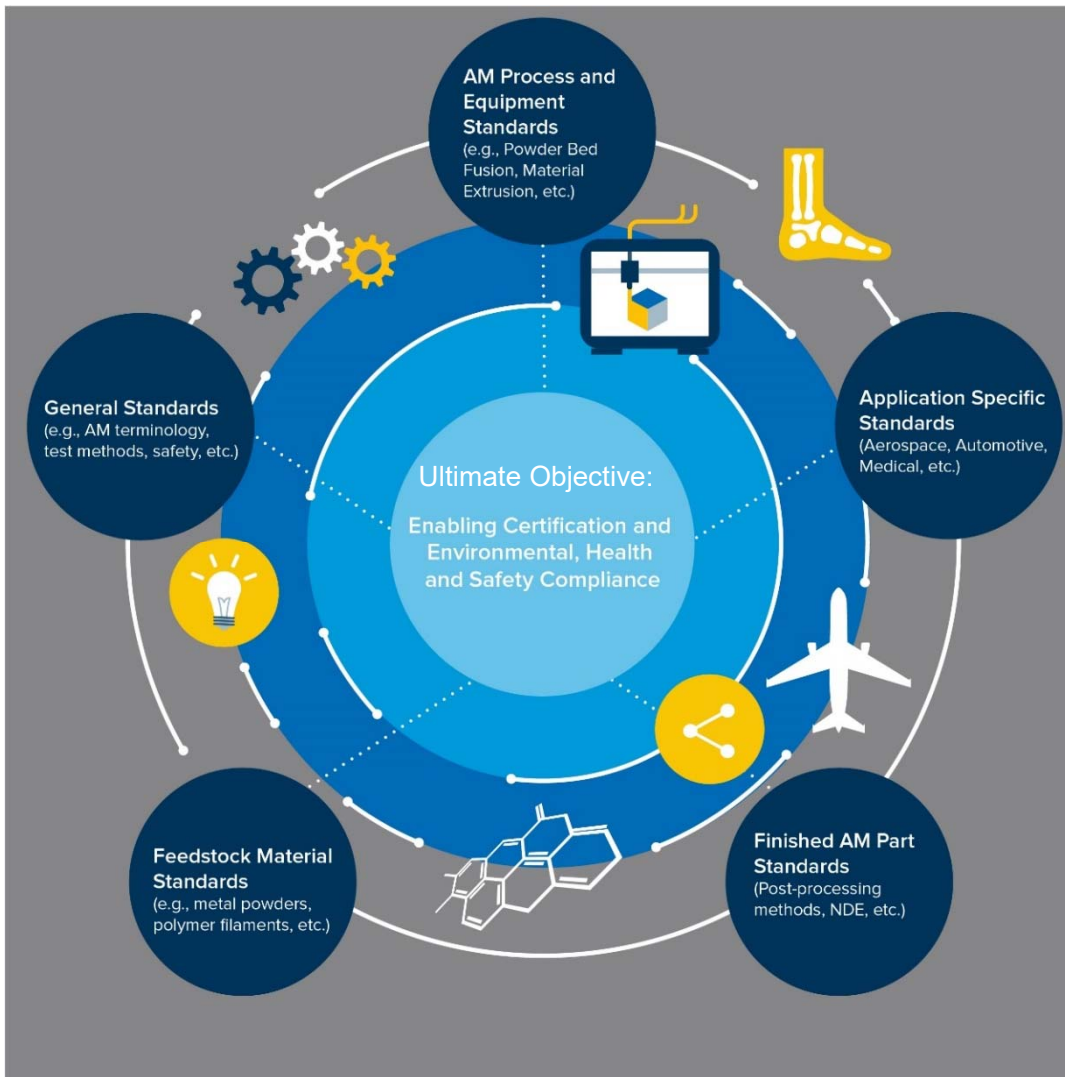 AM Process and
Equipment
Standards
(e.g., Powder Bed
Fusion, Material
Extrusion, etc.)
General Standards
(e.g., AM terminology,
test methods, safety, etc.)
Application Specific
Standards
(Aerospace, Automotive,
Medical, etc.)
Ultimate Objective:
Enabling Certification and
Environmental, Health
and Safety Compliance
Feedstock Material
Standards
(e.g., metal powders,
polymer filaments, etc.)
Finished AM Part
Standards
(Post-processing
methods, NDE, etc.)